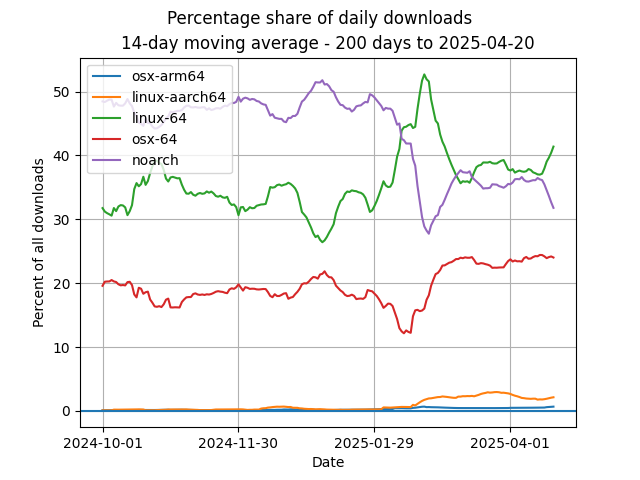 Percentage share of daily downloads
14-day moving average - 200 days to 2025-04-20
osx-arm64
linux-aarch64
linux-64
osx-64
noarch
Percent of all downloads
50
40
30
20
10
0
2024-10-01
2024-11-30
2025-01-29
2025-04-01
Date